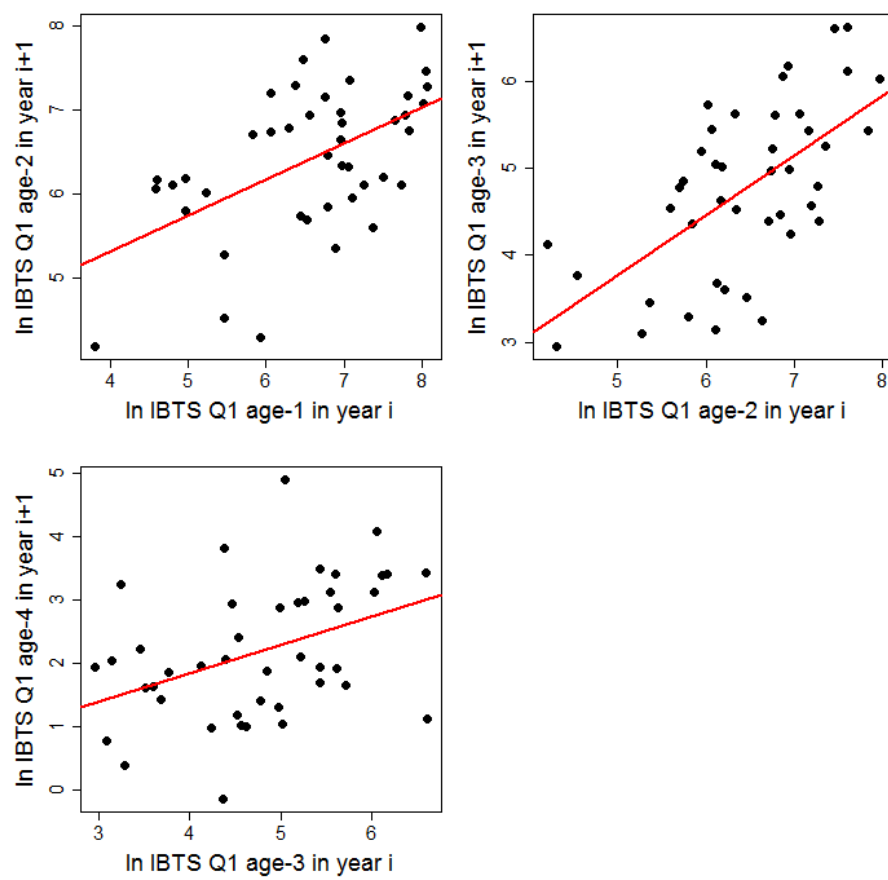 ln IBTS Q1 age-2 in year i+1
8
7
6
5
4 5 6 7 8
ln IBTS Q1 age-1 in year i
ln IBTS Q1 age-3 in year i+1
6
5
4
3
5 6 7 8
ln IBTS Q1 age-2 in year i
ln IBTS Q1 age-4 in year i+1
5
4
3
2
1
0
3 4 5 6
ln IBTS Q1 age-3 in year i